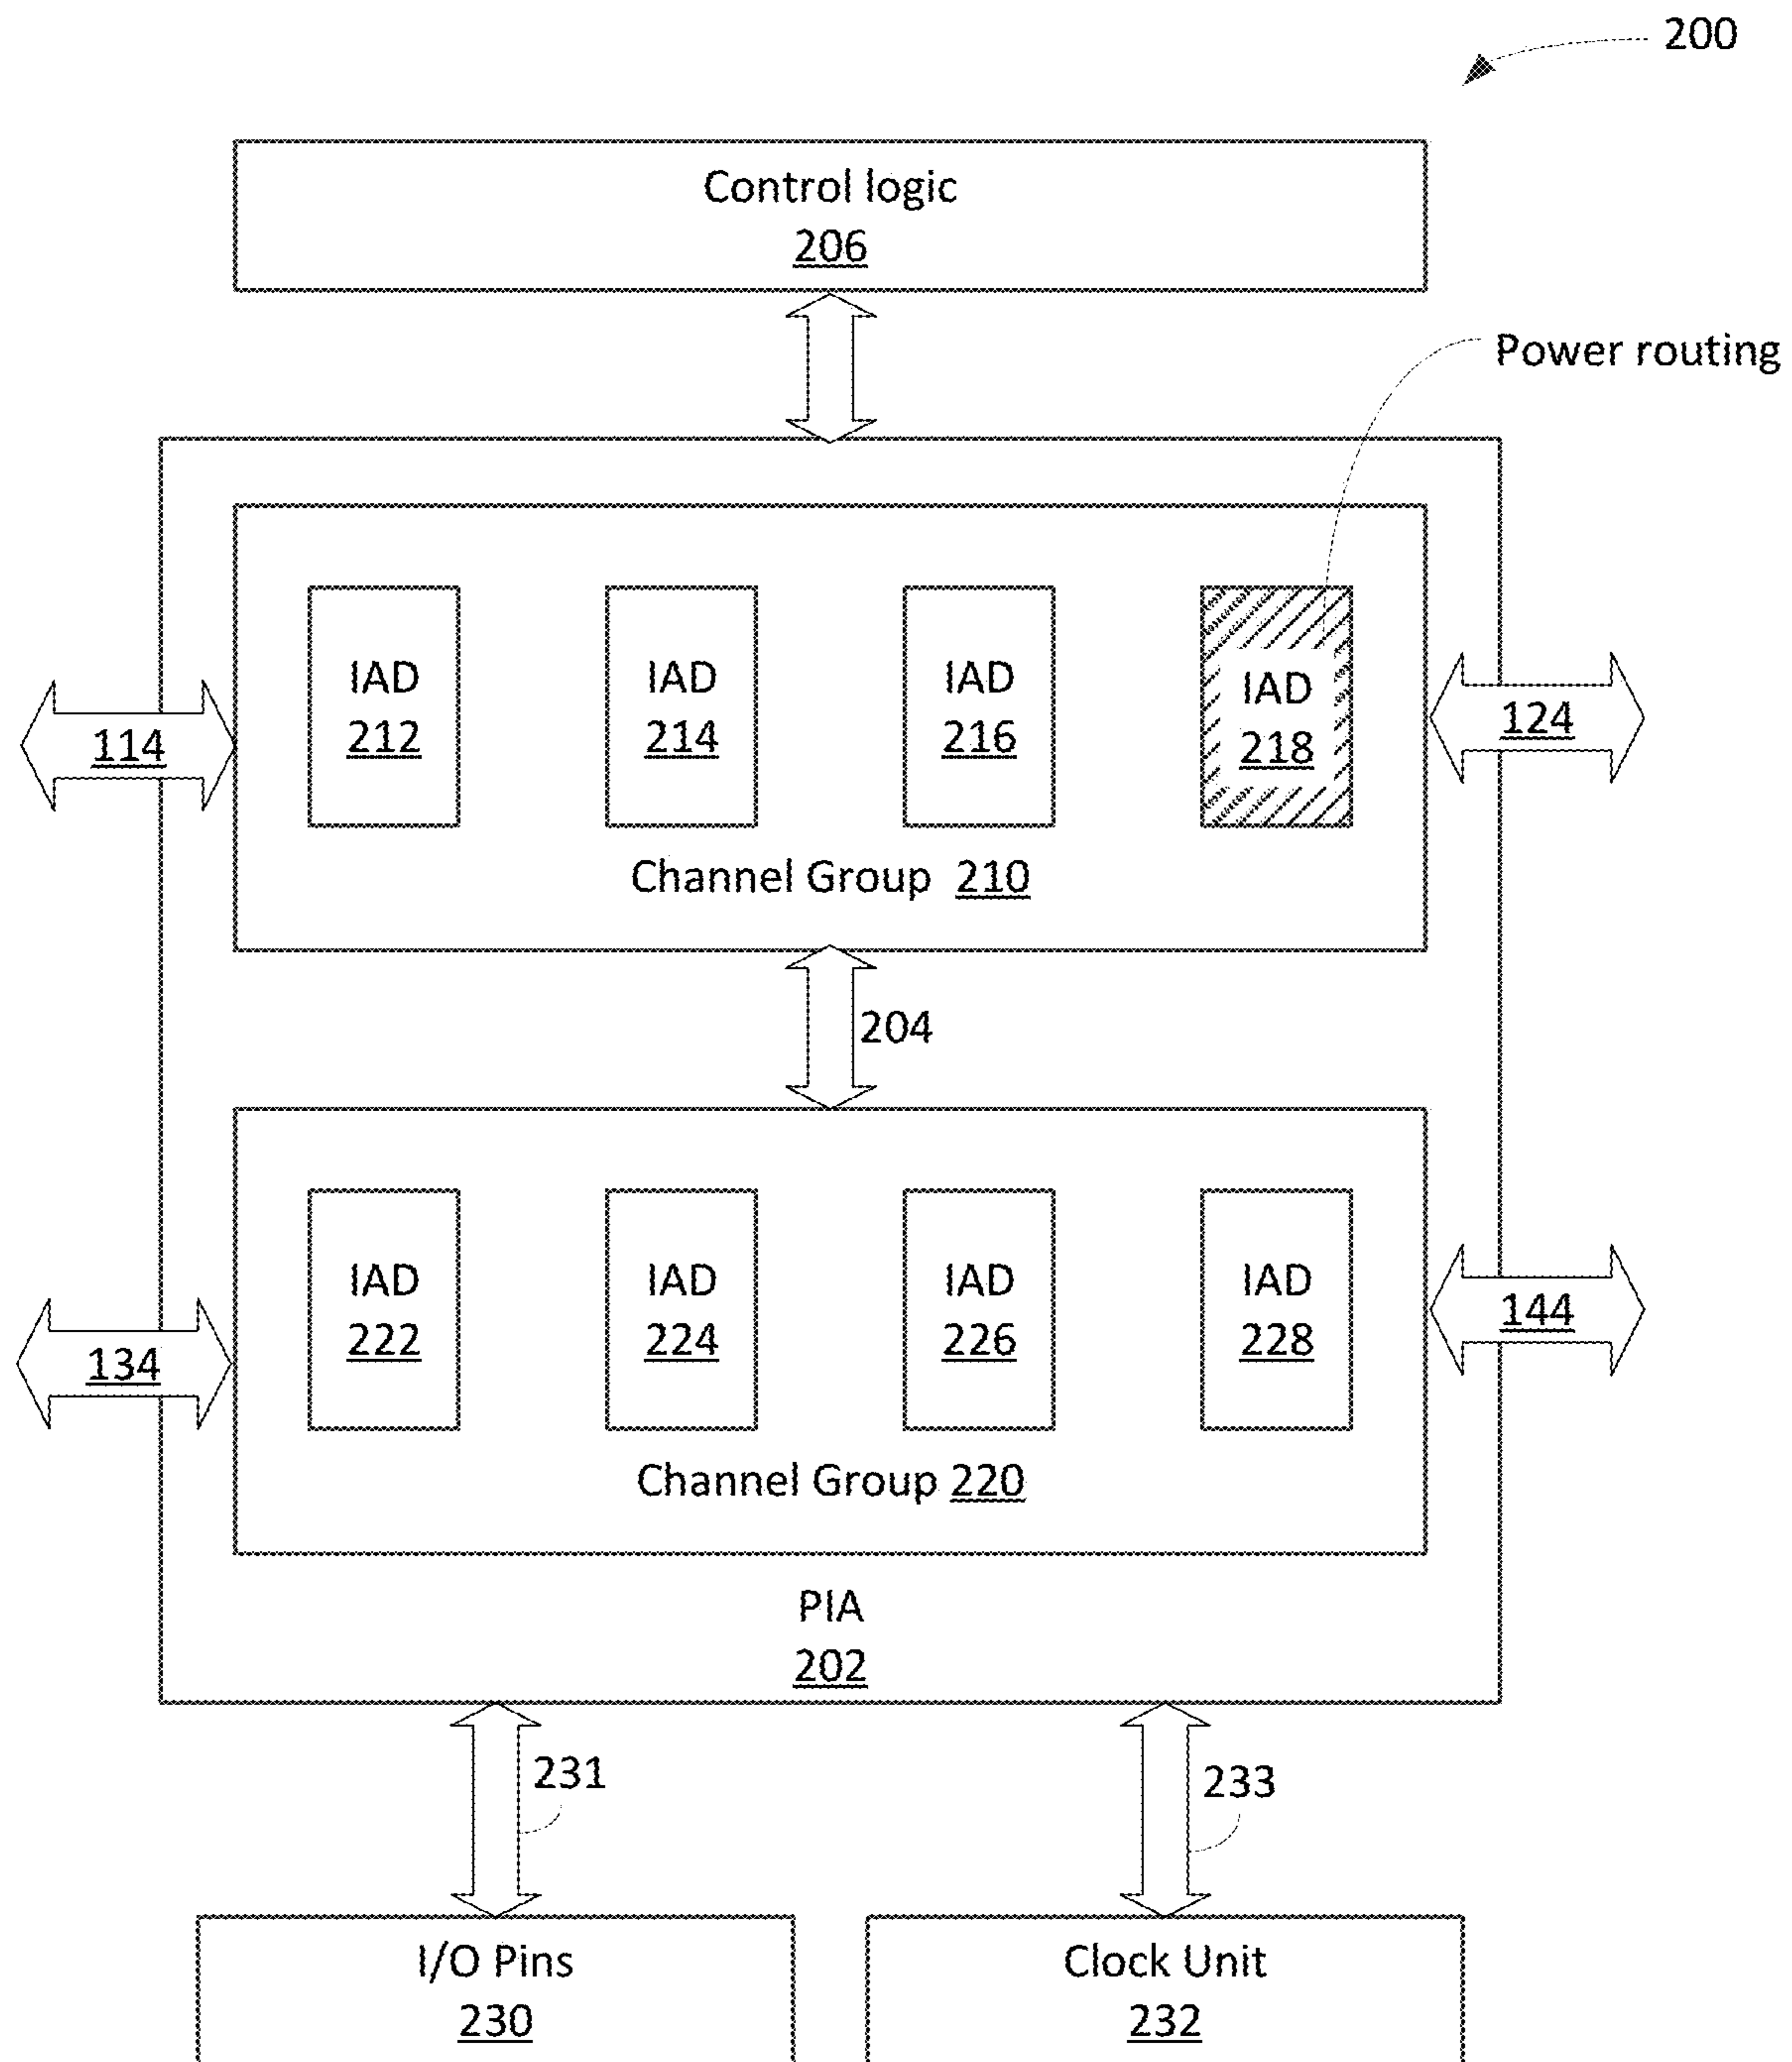 200
Control logic
206
Power routing
IAD
212
IAD
214
IAD
216
IAD
218
114
124
Channel Group 210
204
IAD
222
IAD
224
IAD
226
IAD
228
134
144
Channel Group 220
PIA
202
231
233
I/O Pins
230
Clock Unit
232